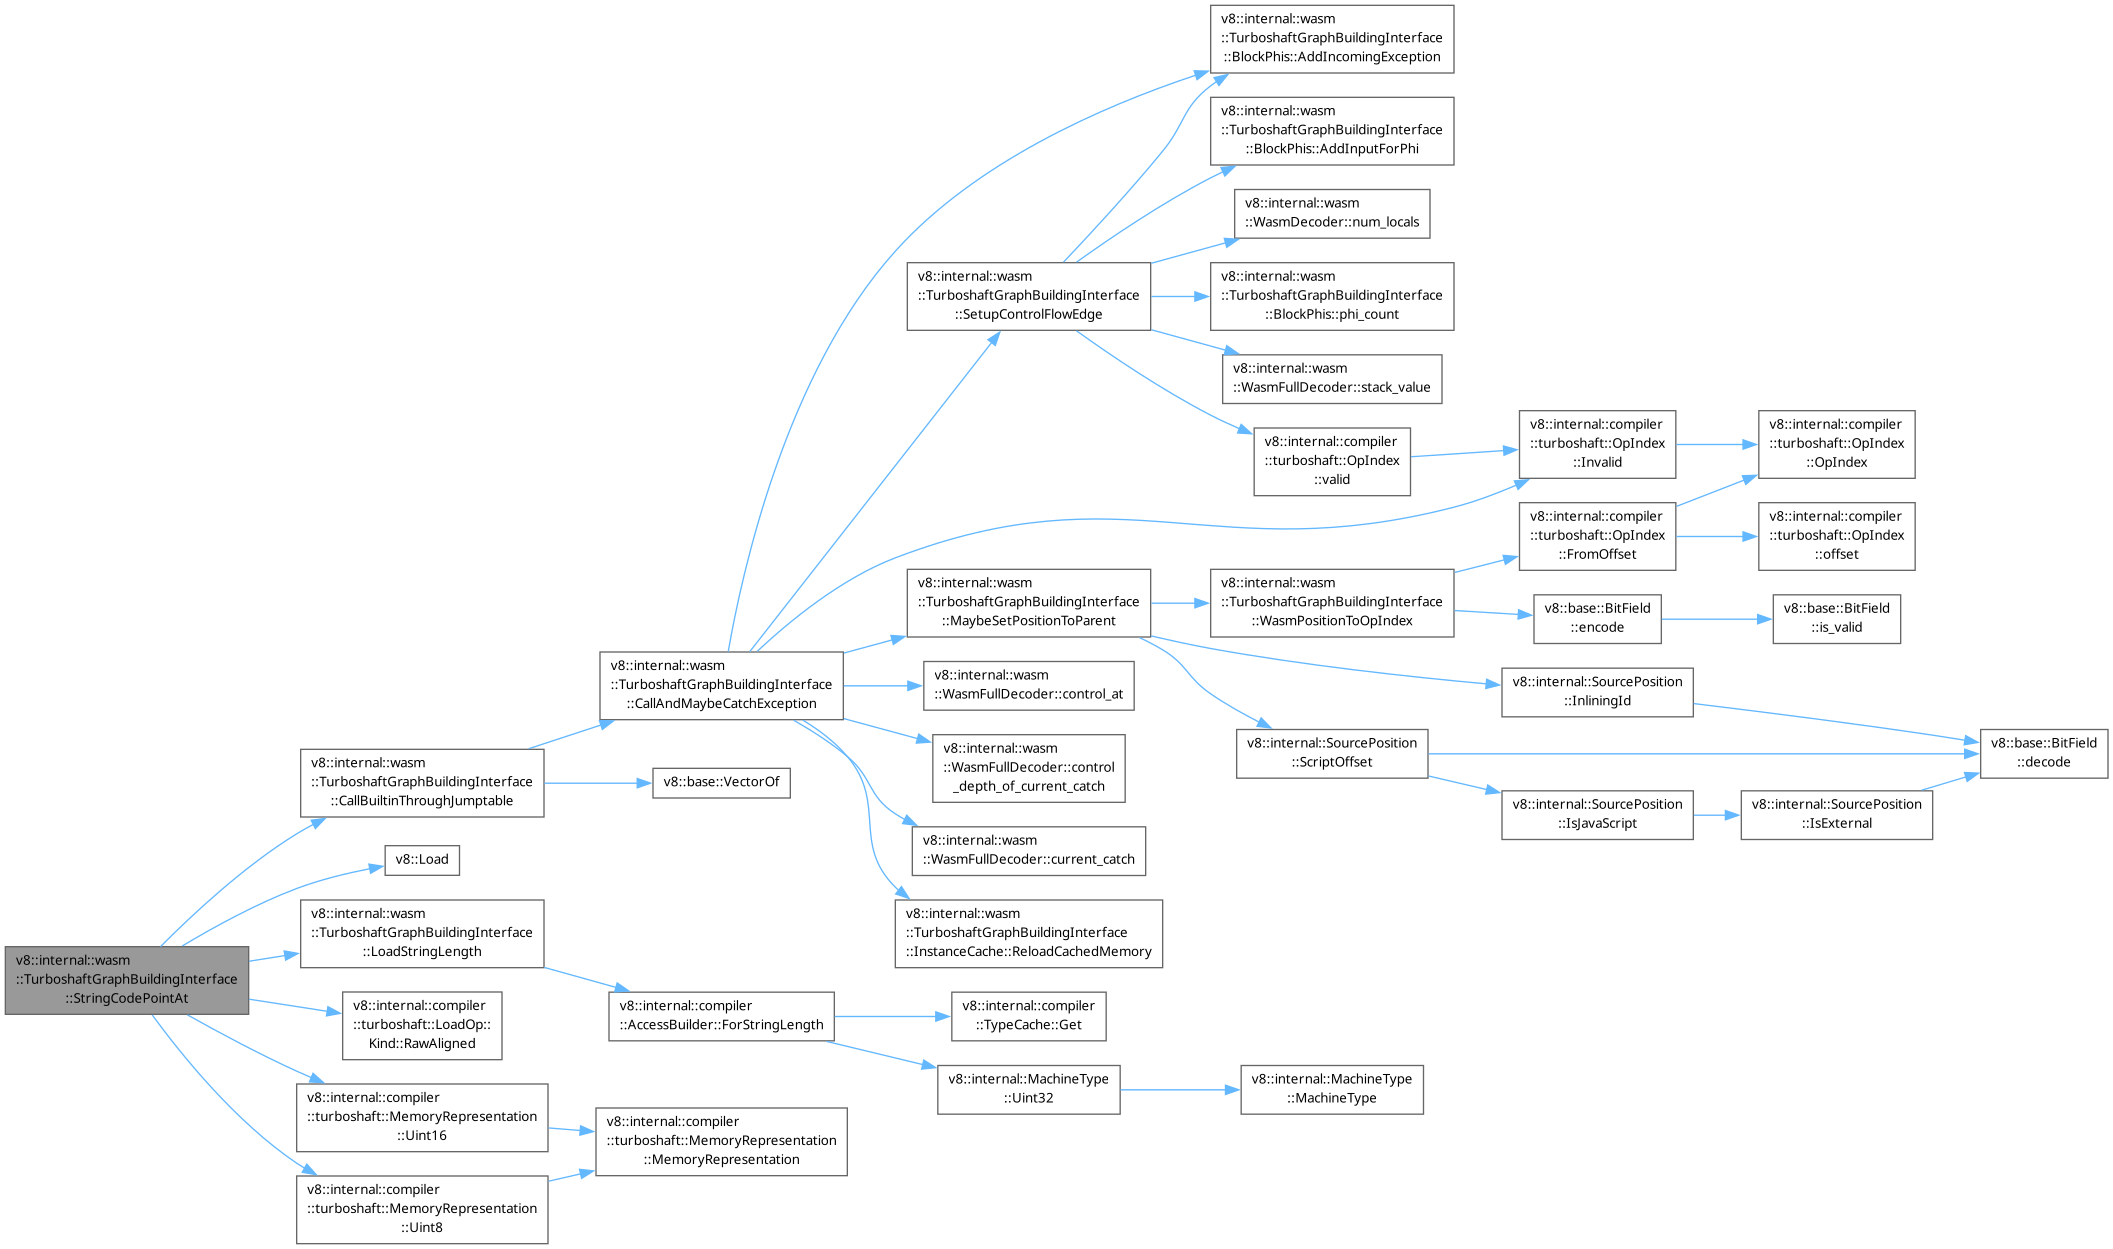 v8::internal::wasm
::TurboshaftGraphBuildingInterface
::StringCodePointAt
v8::internal::wasm
::TurboshaftGraphBuildingInterface
::CallBuiltinThroughJumptable
v8::Load
v8::internal::wasm
::TurboshaftGraphBuildingInterface
::LoadStringLength
v8::internal::compiler
::turboshaft::LoadOp::
Kind::RawAligned
v8::internal::compiler
::turboshaft::MemoryRepresentation
::Uint16
v8::internal::compiler
::turboshaft::MemoryRepresentation
::Uint8
v8::internal::wasm
::TurboshaftGraphBuildingInterface
::CallAndMaybeCatchException
v8::base::VectorOf
v8::internal::compiler
::AccessBuilder::ForStringLength
v8::internal::compiler
::turboshaft::MemoryRepresentation
::MemoryRepresentation
v8::internal::wasm
::TurboshaftGraphBuildingInterface
::SetupControlFlowEdge
v8::internal::wasm
::TurboshaftGraphBuildingInterface
::MaybeSetPositionToParent
v8::internal::wasm
::WasmFullDecoder::control_at
v8::internal::wasm
::WasmFullDecoder::control
_depth_of_current_catch
v8::internal::wasm
::WasmFullDecoder::current_catch
v8::internal::wasm
::TurboshaftGraphBuildingInterface
::InstanceCache::ReloadCachedMemory
v8::internal::compiler
::TypeCache::Get
v8::internal::MachineType
::Uint32
v8::internal::wasm
::TurboshaftGraphBuildingInterface
::BlockPhis::AddIncomingException
v8::internal::wasm
::TurboshaftGraphBuildingInterface
::BlockPhis::AddInputForPhi
v8::internal::wasm
::WasmDecoder::num_locals
v8::internal::wasm
::TurboshaftGraphBuildingInterface
::BlockPhis::phi_count
v8::internal::wasm
::WasmFullDecoder::stack_value
v8::internal::compiler
::turboshaft::OpIndex
::valid
v8::internal::wasm
::TurboshaftGraphBuildingInterface
::WasmPositionToOpIndex
v8::internal::SourcePosition
::ScriptOffset
v8::internal::MachineType
::MachineType
v8::internal::compiler
::turboshaft::OpIndex
::Invalid
v8::internal::compiler
::turboshaft::OpIndex
::FromOffset
v8::base::BitField
::encode
v8::internal::SourcePosition
::InliningId
v8::internal::SourcePosition
::IsJavaScript
v8::internal::compiler
::turboshaft::OpIndex
::OpIndex
v8::internal::compiler
::turboshaft::OpIndex
::offset
v8::base::BitField
::is_valid
v8::internal::SourcePosition
::IsExternal
v8::base::BitField
::decode